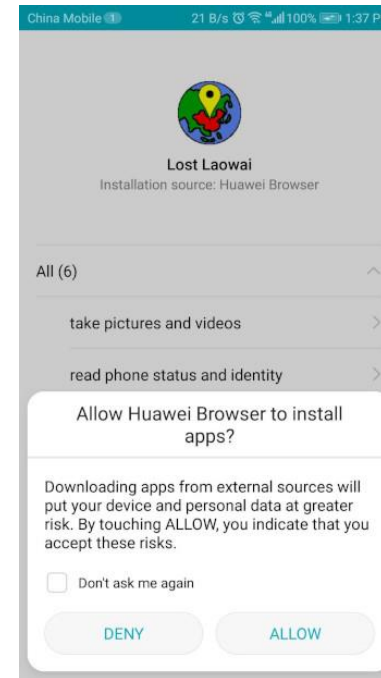 China Mobile 1 21 B/s 4G 100% 1:37 P
Lost Laowai
Installation source: Huawei Browser
All (6)
take pictures and videos
read phone status and identity
Allow Huawei Browser to install
apps?
Downloading apps from external sources will
put your device and personal data at greater
risk. By touching ALLOW, you indicate that you
accept these risks.
Don't ask me again
DENY ALLOW